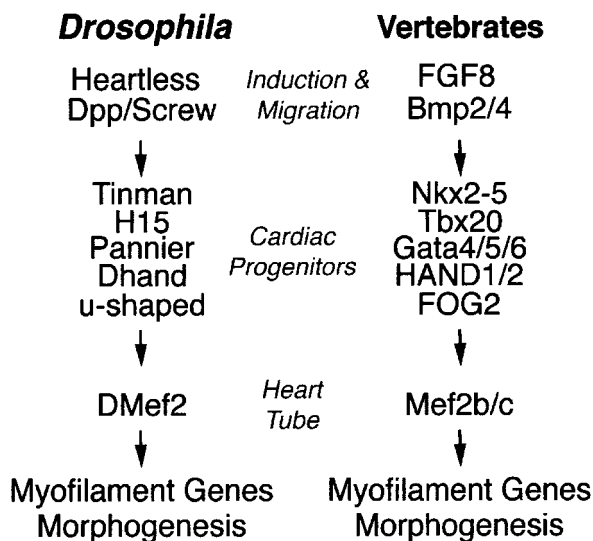 Drosophila
Vertebrates
Heartless
Dpp/Screw
Induction &
Migration
FGF8
Bmp2/4
Tinman
H15
Pannier
Dhand
u-shaped
Cardiac
Progenitors
Nkx2-5
Tbx20
Gata4/5/6
HAND1/2
FOG2
DMef2
Heart
Tube
Mef2b/c
Myofilament Genes
Morphogenesis
Myofilament Genes
Morphogenesis